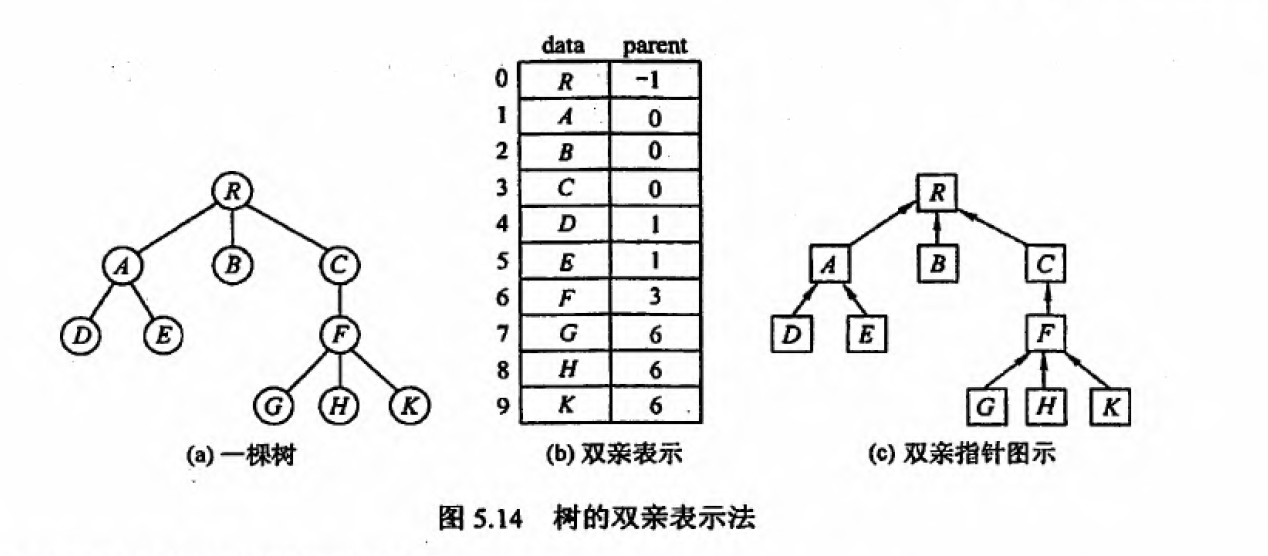 R
A B C
D E F
G H K
(a) 一棵树
data parent
0 R -1
1 A 0
2 B 0
3 C 0
4 D 1
5 E 1
6 F 3
7 G 6
8 H 6
9 K 6
(b) 双亲表示
R
A B C
D E F
G H K
(c) 双亲指针图示
图 5.14 树的双亲表示法